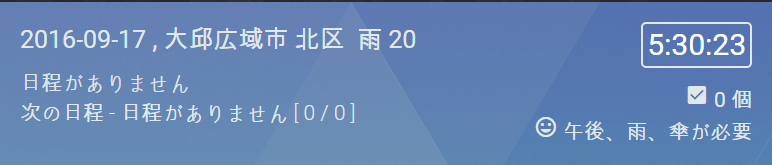 2016-09-17 , 大邱広域市 北区 雨 20
5:30:23
日程がありません
次の日程 - 日程がありません [ 0 / 0 ]
0 個
午後、雨、傘が必要